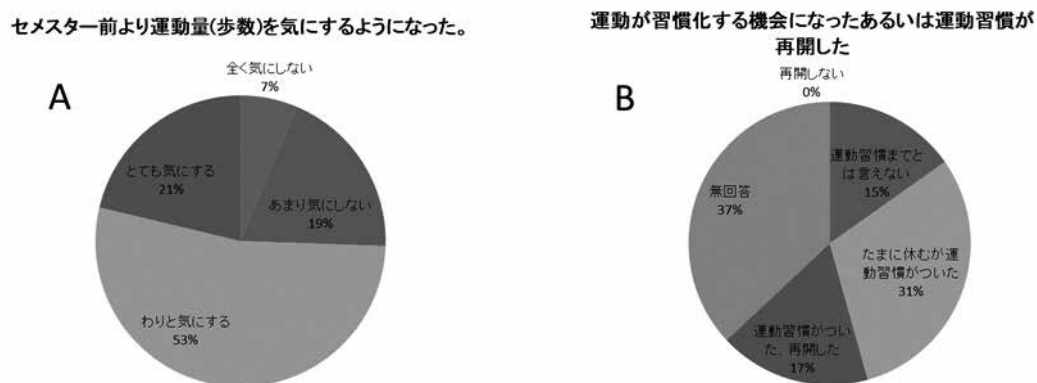 セメスター前より運動量(歩数)を気にするようになった。
A
全く気にしない
7%
とても気にする
21%
あまり気にしない
19%
わりと気にする
53%
運動が習慣化する機会になったあるいは運動習慣が
再開した
B
再開しない
0%
運動習慣までと
は言えない
15%
無回答
37%
たまに休むが運
動習慣がついた
31%
運動習慣がつい
た、再開した
17%